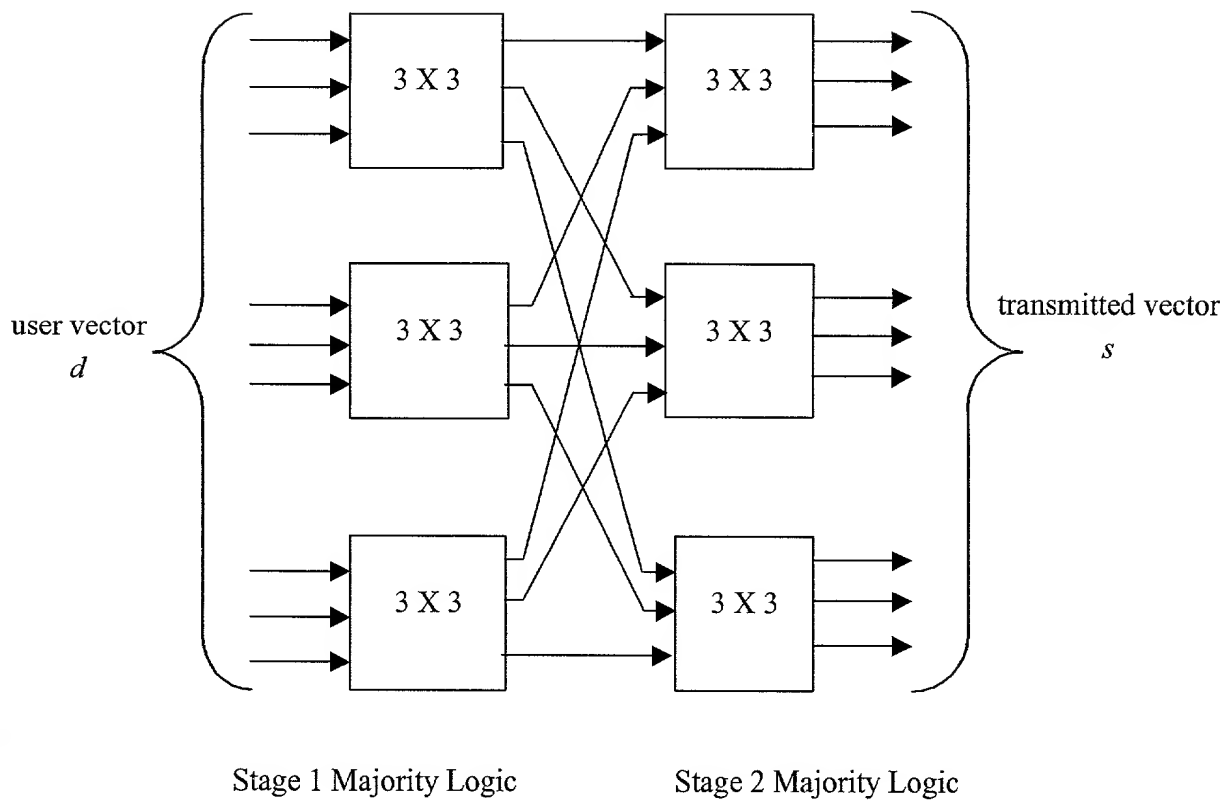 3 X 3
3 X 3
3 X 3
3 X 3
3 X 3
3 X 3
user vector
d
transmitted vector
s
Stage 1 Majority Logic
Stage 2 Majority Logic